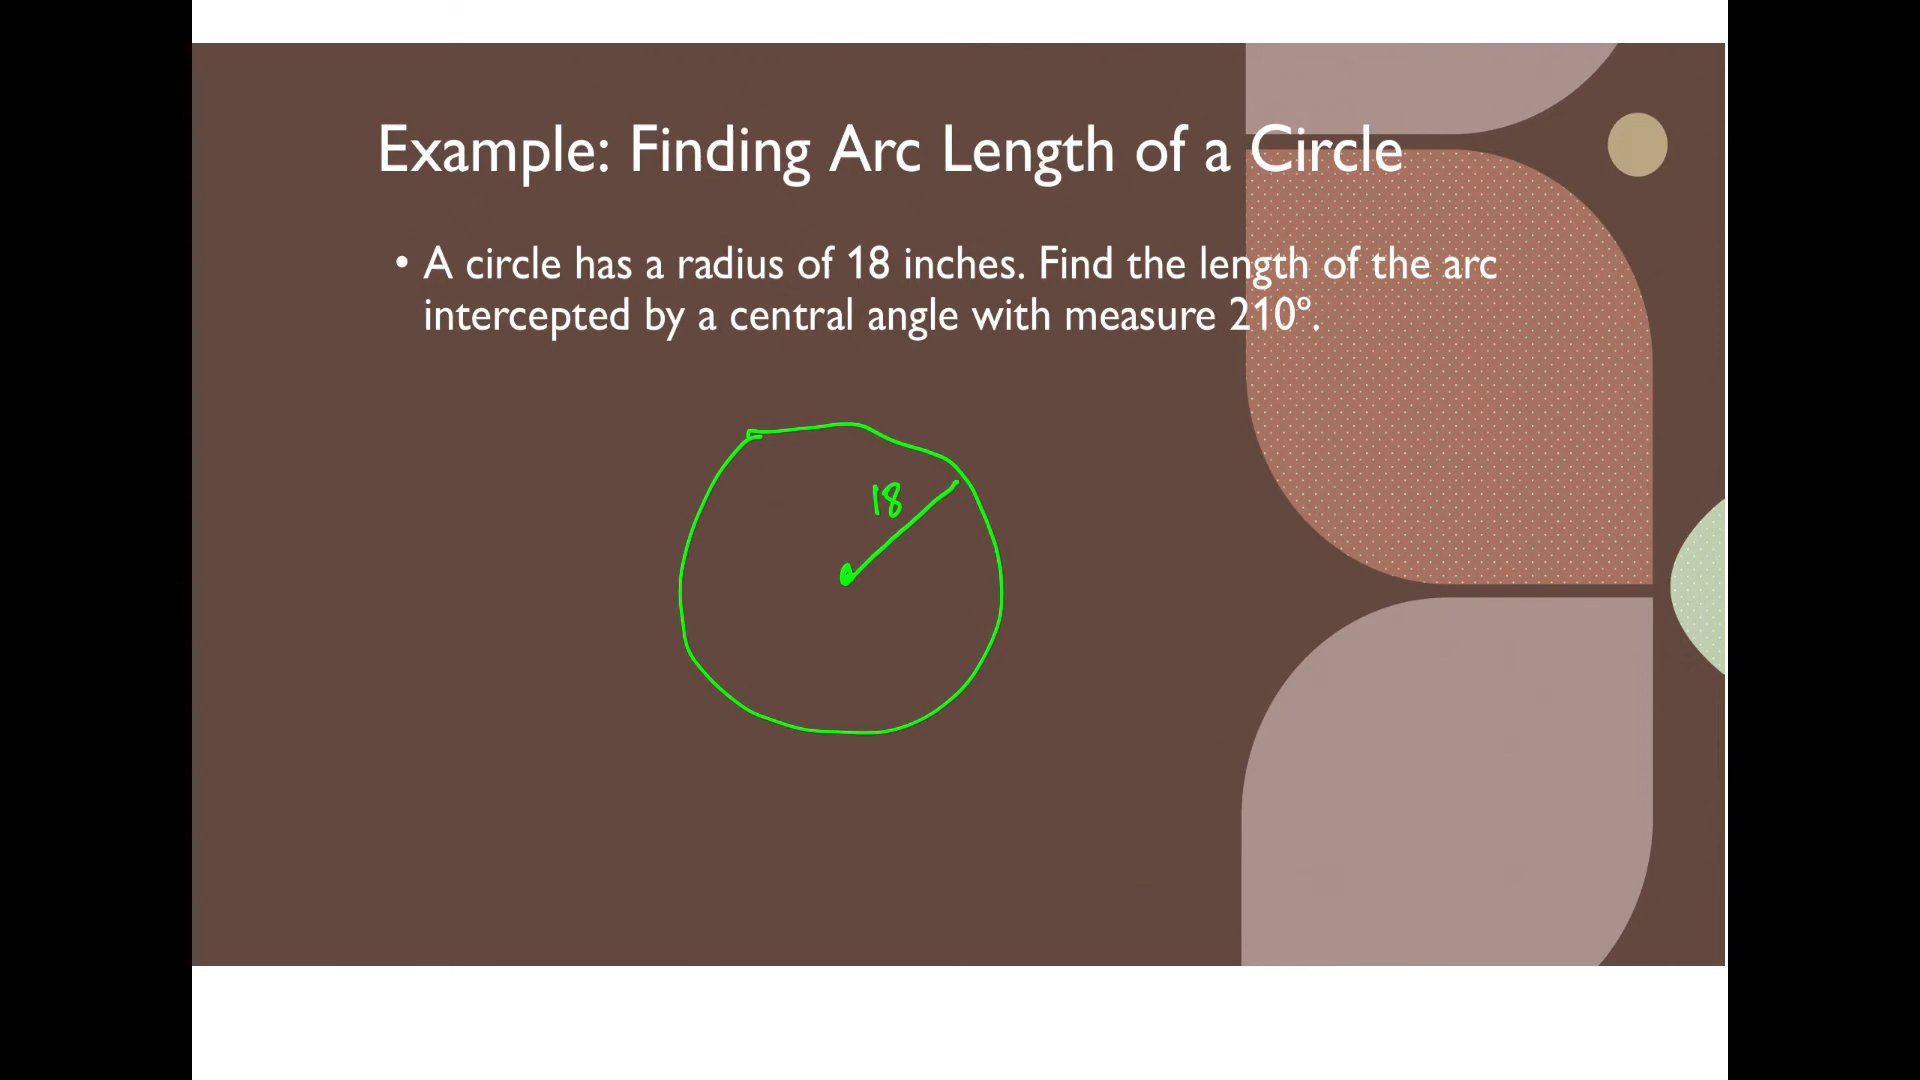 Example: Finding Arc Length of a Circle
• A circle has a radius of 18 inches. Find the length of the arc
intercepted by a central angle with measure 210°.
18